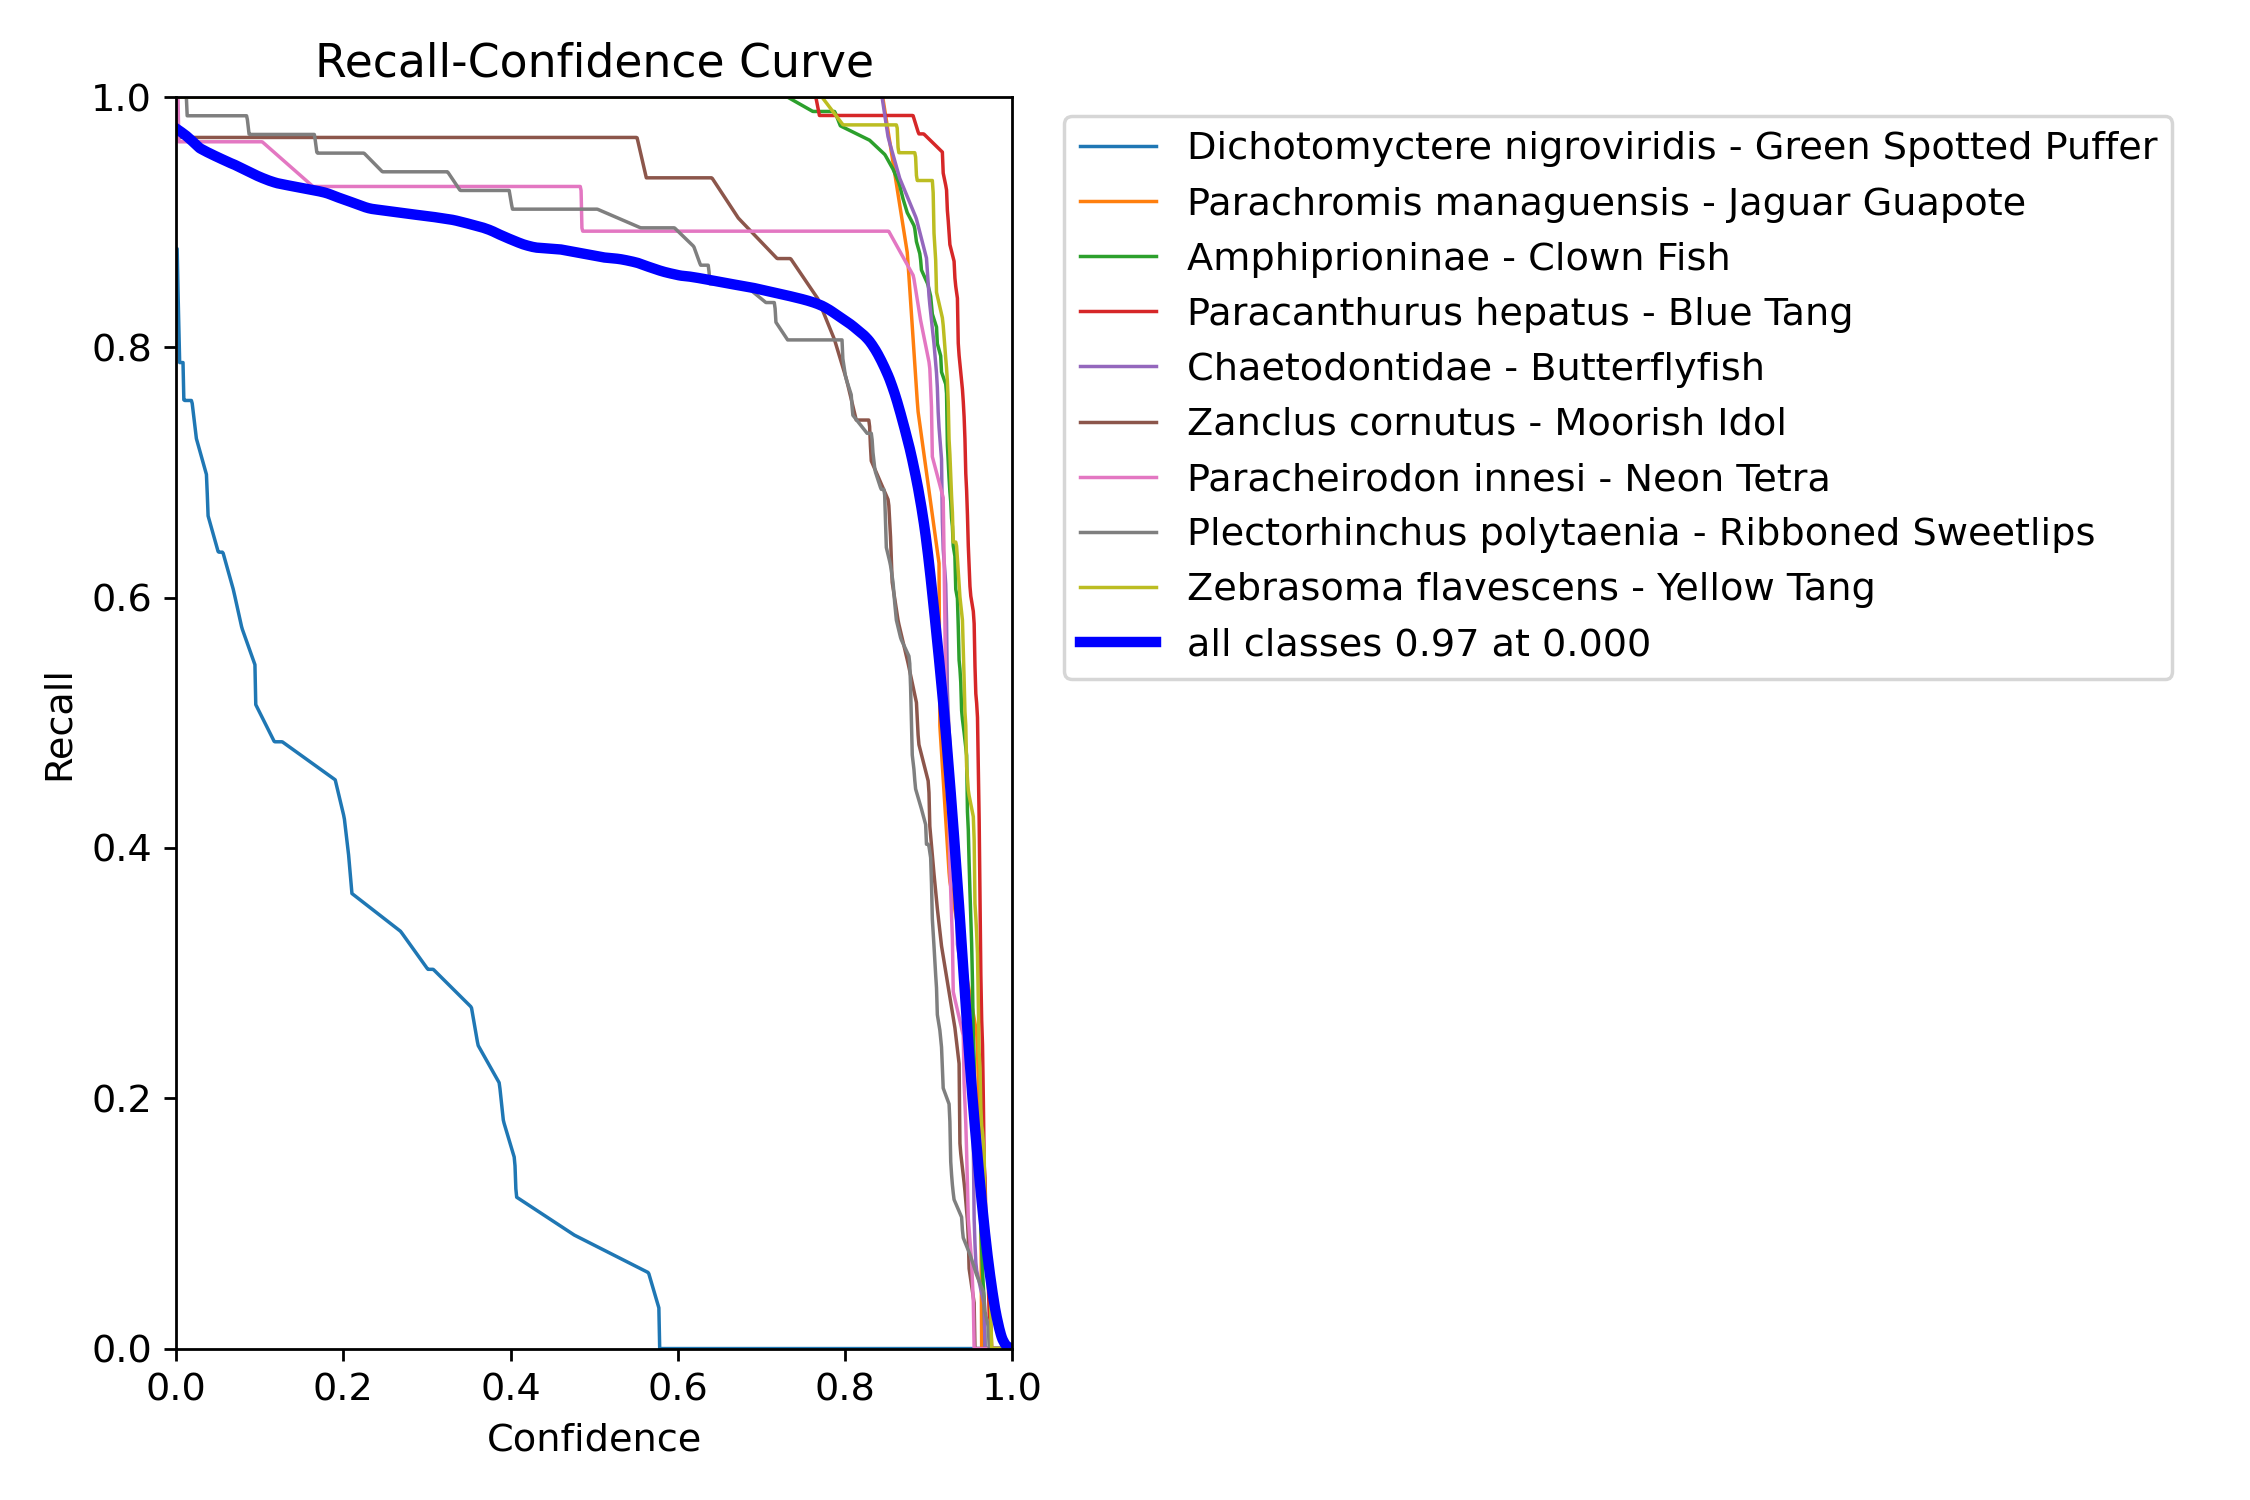 Recall-Confidence Curve
1.0
0.8
0.6
0.4
0.2
0.0
Recall
0.0 0.2 0.4 0.6 0.8 1.0
Confidence
Dichotomyctere nigroviridis - Green Spotted Puffer
Parachromis managuensis - Jaguar Guapote
Amphiprioninae - Clown Fish
Paracanthurus hepatus - Blue Tang
Chaetodontidae - Butterflyfish
Zanclus cornutus - Moorish Idol
Paracheirodon innesi - Neon Tetra
Plectorhinchus polytaenia - Ribboned Sweetlips
Zebrasoma flavescens - Yellow Tang
all classes 0.97 at 0.000